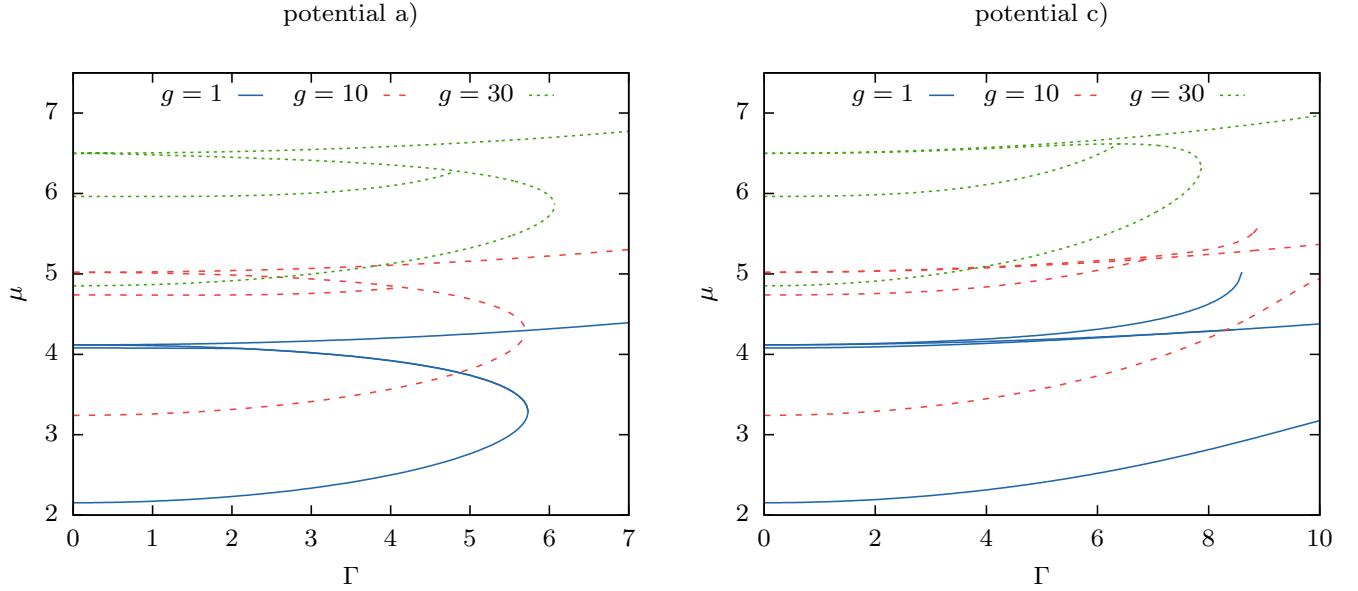 potential a)
g = 1 g = 10 g = 30
7
6
5
4
3
2
μ
0 1 2 3 4 5 6 7
Γ
potential c)
g = 1 g = 10 g = 30
7
6
5
4
3
2
μ
0 2 4 6 8 10
Γ